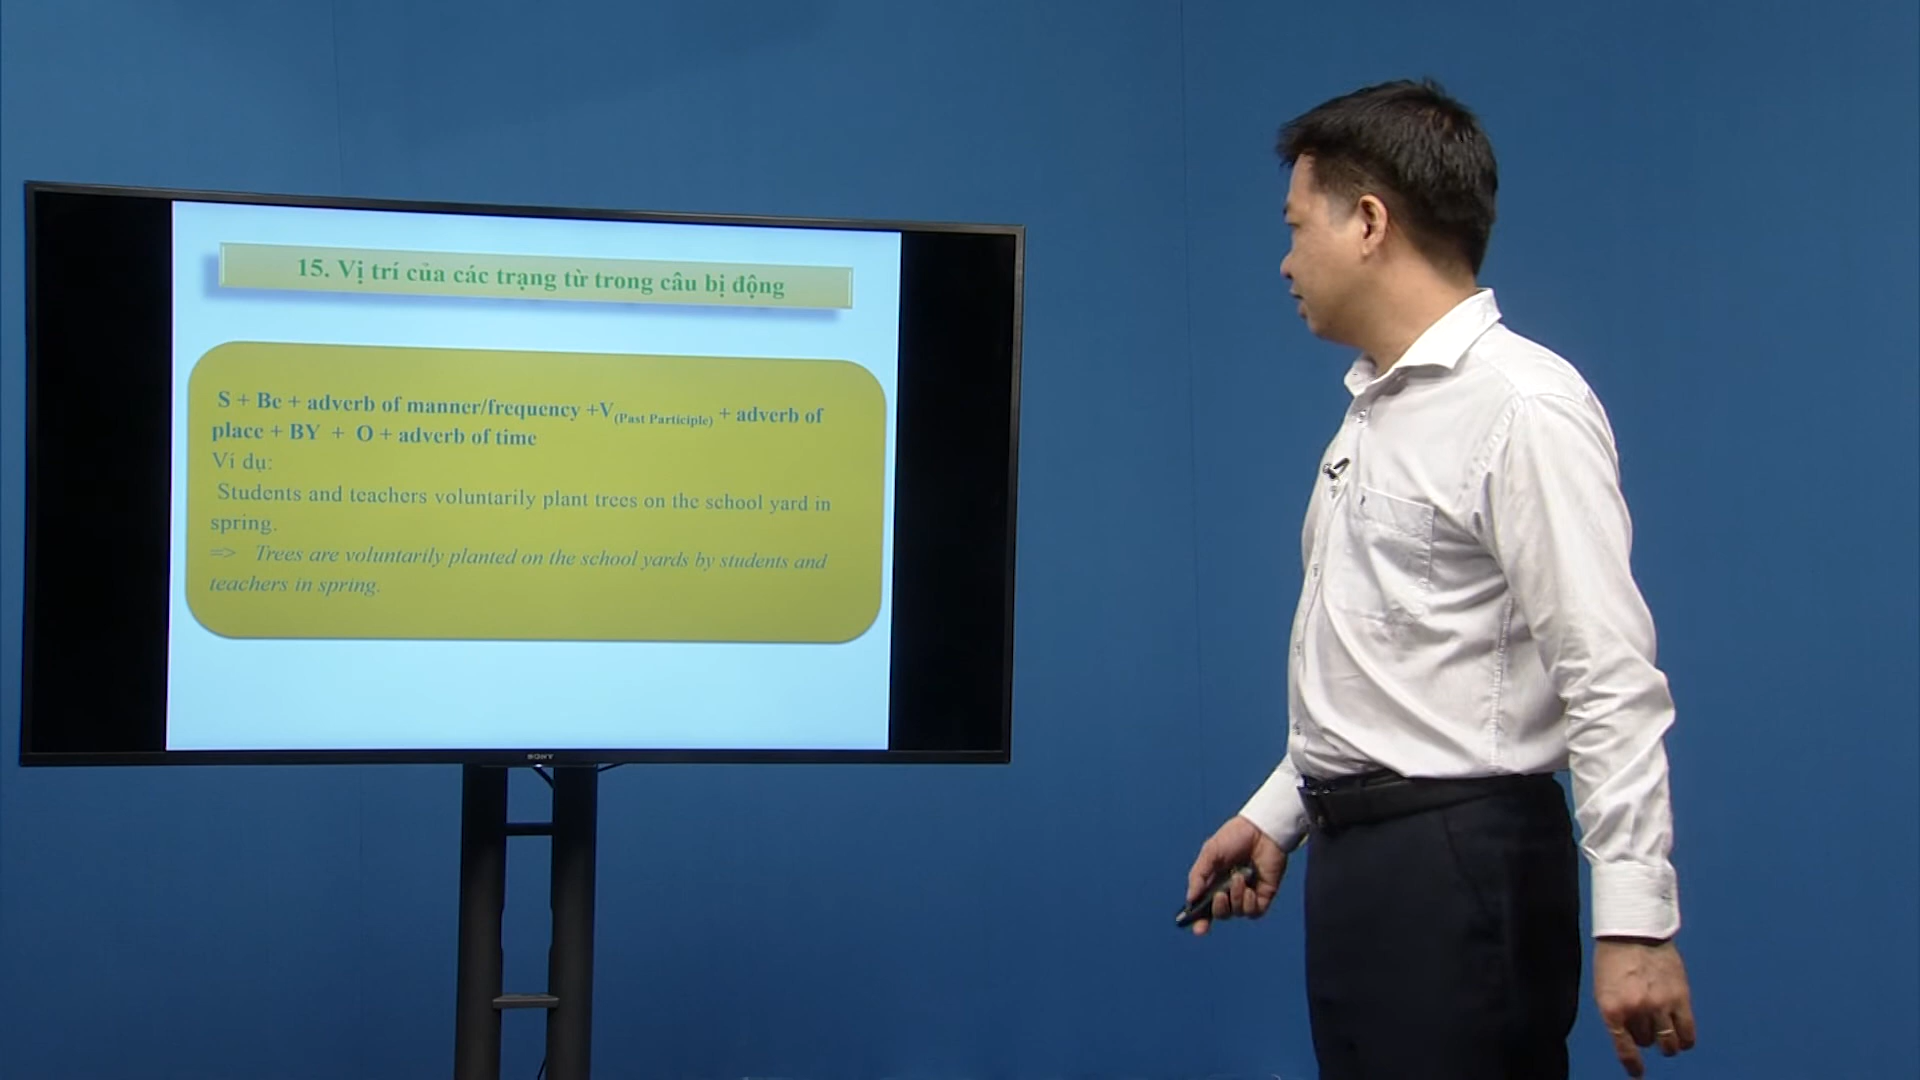 15. Vị trí của các trạng từ trong câu bị động
S + Be + adverb of manner/frequency +V(Past Participle) + adverb of
place + BY + O + adverb of time
Ví dụ:
Students and teachers voluntarily plant trees on the school yard in
spring.
=> Trees are voluntarily planted on the school yards by students and
teachers in spring.
SONY